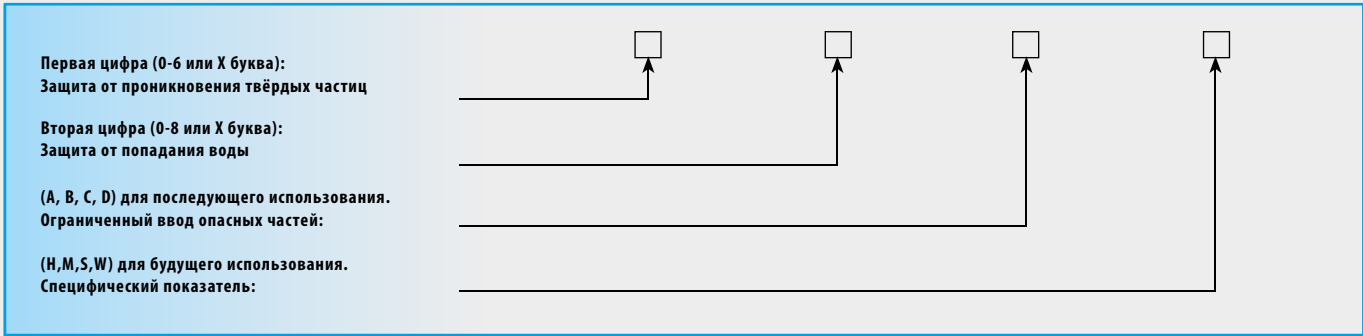 Первая цифра (0-6 или X буква):
Защита от проникновения твёрдых частиц
Вторая цифра (0-8 или X буква):
Защита от попадания воды
(A, B, C, D) для последующего использования.
Ограниченный ввод опасных частей:
(H,M,S,W) для будущего использования.
Специфический показатель: